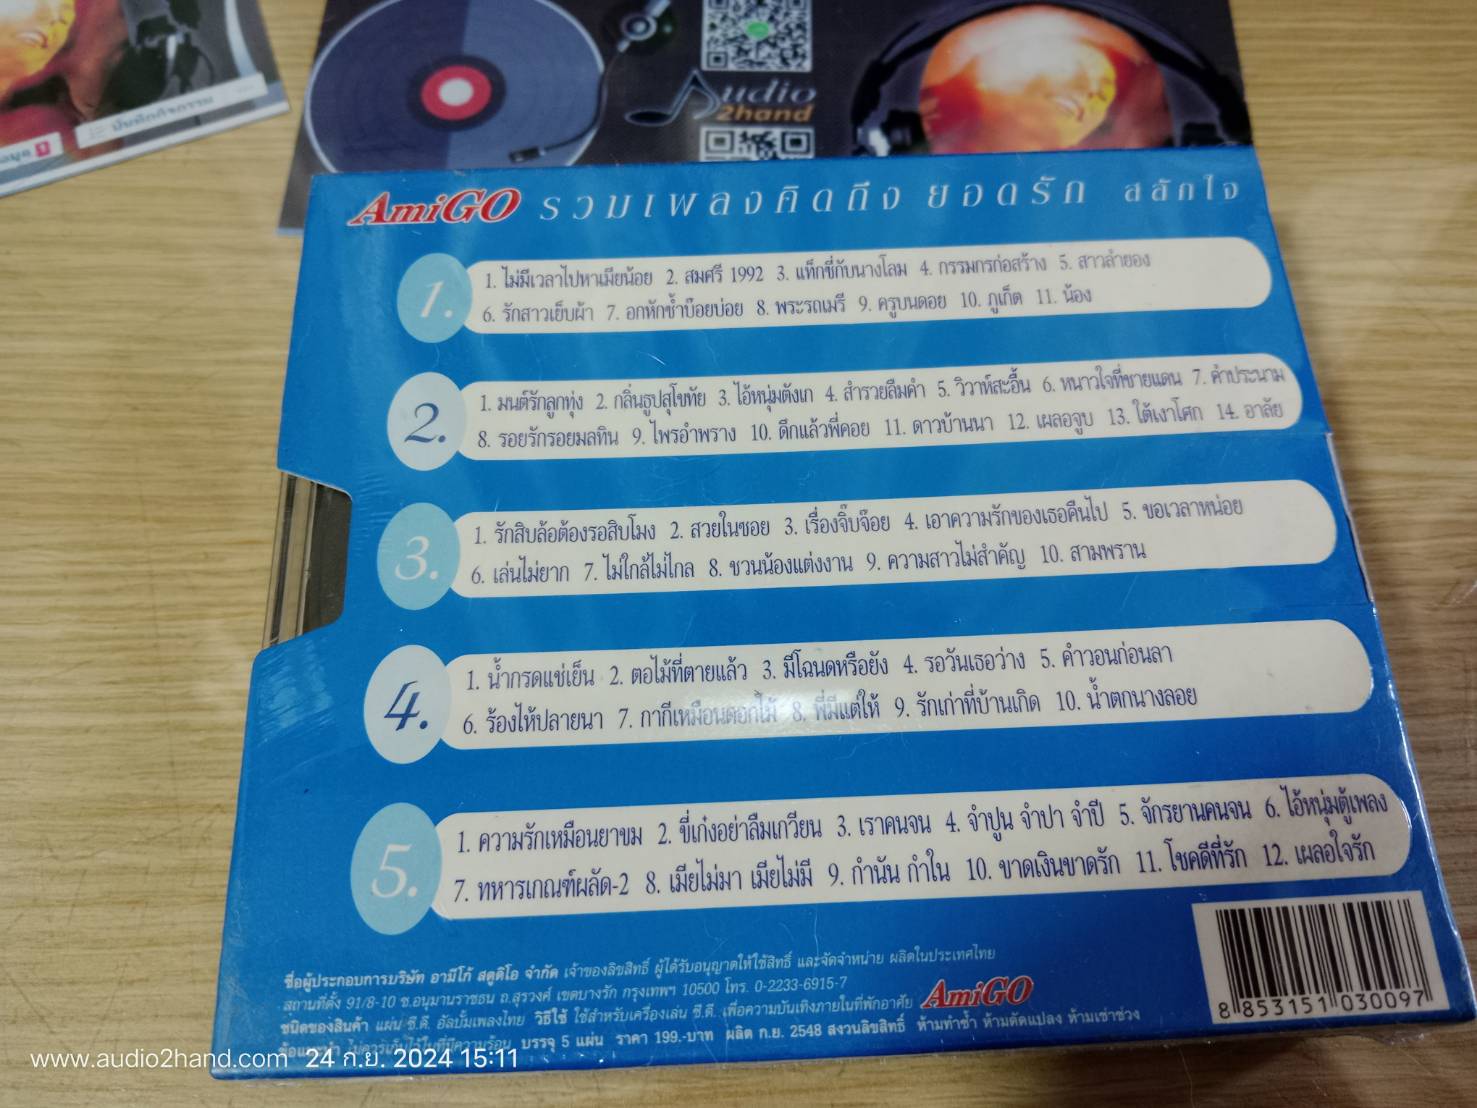 udio
2hand
บันทึกกิจกรรม
AmiGO รวมเพลงคิดถึง ยอดรัก สลักใจ
1.
1. ไม่มีเวลาไปหาเมียน้อย 2. สมศรี 1992 3. แท็กซี่กับนางโลม 4. กรรมกรก่อสร้าง 5. สาวลำยอง
6. รักสาวเย็บผ้า 7. อกหักซ้ำบ๊อยบ่อย 8. พระรถเมรี 9. ครูบนดอย 10. ภูเก็ต 11. น้อง
2.
1. มนต์รักลูกทุ่ง 2. กลิ่นธูปสุโขทัย 3. ไอ้หนุ่มตังเก 4. สำรวยลืมคำ 5. วิวาห์สะอื้น 6. หนาวใจที่ชายแดน 7. คำประนาม
8. รอยรักรอยมลทิน 9. ไพรอำพราง 10. ดึกแล้วพี่คอย 11. ดาวบ้านนา 12. เผลอจูบ 13. ใต้เงาโศก 14. อาลัย
3.
1. รักสิบล้อต้องรอสิบโมง 2. สวยในซอย 3. เรื่องจิ๊บจ๊อย 4. เอาความรักของเธอคืนไป 5. ขอเวลาหน่อย
6. เล่นไม่ยาก 7. ไม่ใกล้ไม่ไกล 8. ชวนน้องแต่งงาน 9. ความสาวไม่สำคัญ 10. สามพราน
4.
1. น้ำกรดแช่เย็น 2. ตอไม้ที่ตายแล้ว 3. มีโฉนดหรือยัง 4. รอวันเธอว่าง 5. คำวอนก่อนลา
6. ร้องไห้ปลายนา 7. กากีเหมือนดอกไม้ 8. พี่มีแต่ให้ 9. รักเก่าที่บ้านเกิด 10. น้ำตกนางลอย
5.
1. ความรักเหมือนยาขม 2. ขี่เก๋งอย่าลืมเกวียน 3. เราคนจน 4. จำปูน จำปา จำปี 5. จักรยานคนจน 6. ไอ้หนุ่มตู้เพลง
7. ทหารเกณฑ์ผลัด-2 8. เมียไม่มา เมียไม่มี 9. กำนัน กำใน 10. ขาดเงินขาดรัก 11. โชคดีที่รัก 12. เผลอใจรัก
ชื่อผู้ประกอบการบริษัท อามีโก้ สตูดิโอ จำกัด เจ้าของลิขสิทธิ์ ผู้ได้รับอนุญาตให้ใช้สิทธิ์ และจัดจำหน่าย ผลิตในประเทศไทย
สถานที่ตั้ง 91/8-10 ซ.อนุมานราชธน ถ.สุรวงศ์ เขตบางรัก กรุงเทพฯ 10500 โทร. 0-2233-6915-7
ชนิดของสินค้า แผ่น ซี.ดี. อัลบั้มเพลงไทย วิธีใช้ ใช้สำหรับเครื่องเล่น ซี.ดี. เพื่อความบันเทิงภายในที่พักอาศัย AmiGO
บรรจุ 5 แผ่น ราคา 199.-บาท ผลิต ก.ย. 2548 สงวนลิขสิทธิ์ ห้ามทำซ้ำ ห้ามดัดแปลง ห้ามเช่าช่วง
8 853151 030097
www.audio2hand.com 24 ก.ย. 2024 15:11